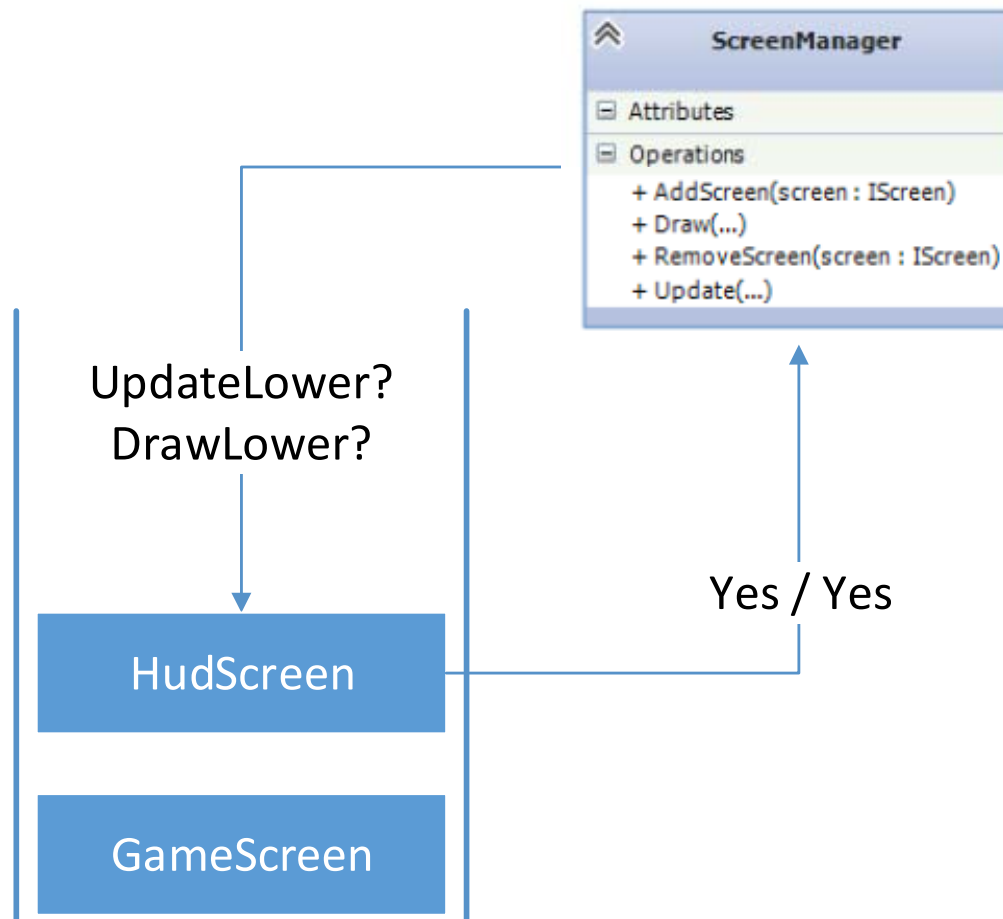 ScreenManager
Attributes
Operations
+ AddScreen(screen : IScreen)
+ Draw(...)
+ RemoveScreen(screen : IScreen)
+ Update(...)
UpdateLower?
DrawLower?
Yes / Yes
HudScreen
GameScreen